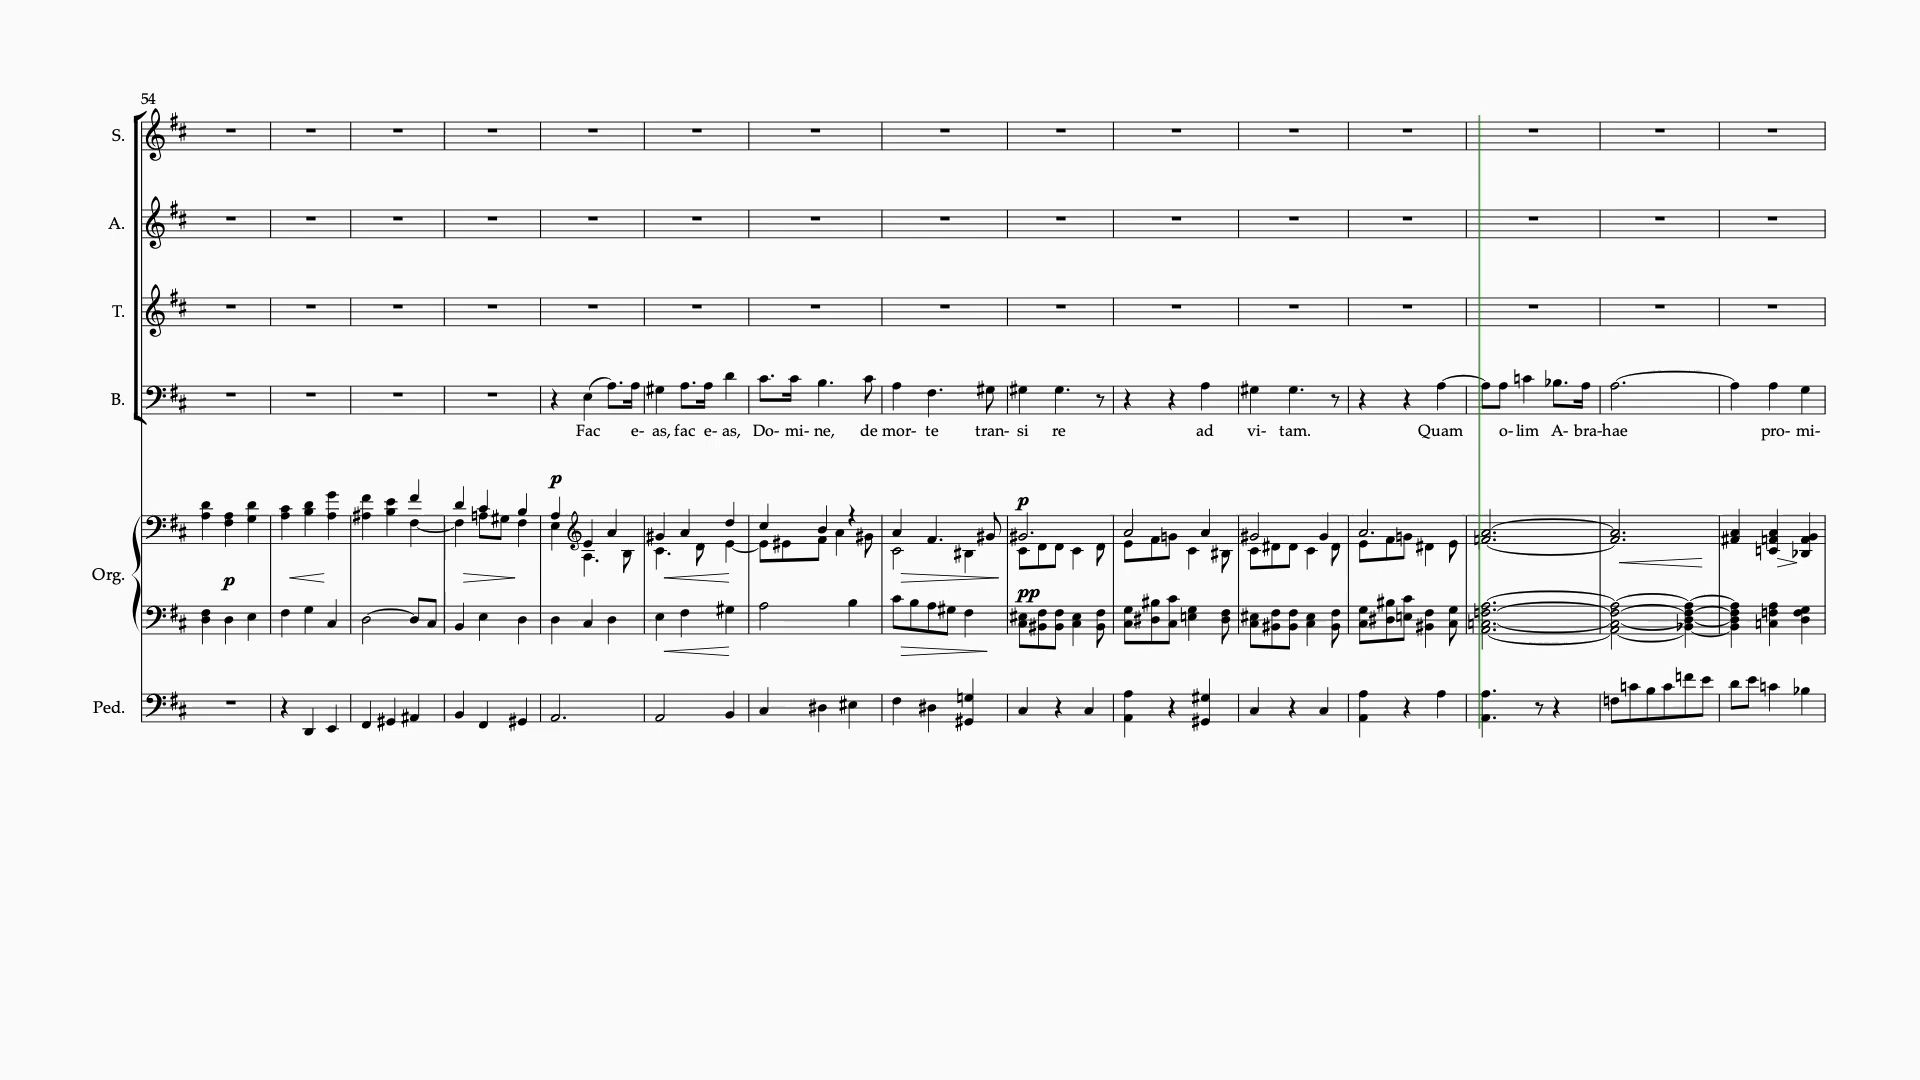 54
S.
A.
T.
B.
Fac e- as, fac e- as, Do- mi- ne, de mor- te tran- si re ad vi- tam. Quam o- lim A- bra- hae pro- mi-
p
p
p
Org.
pp
Ped.